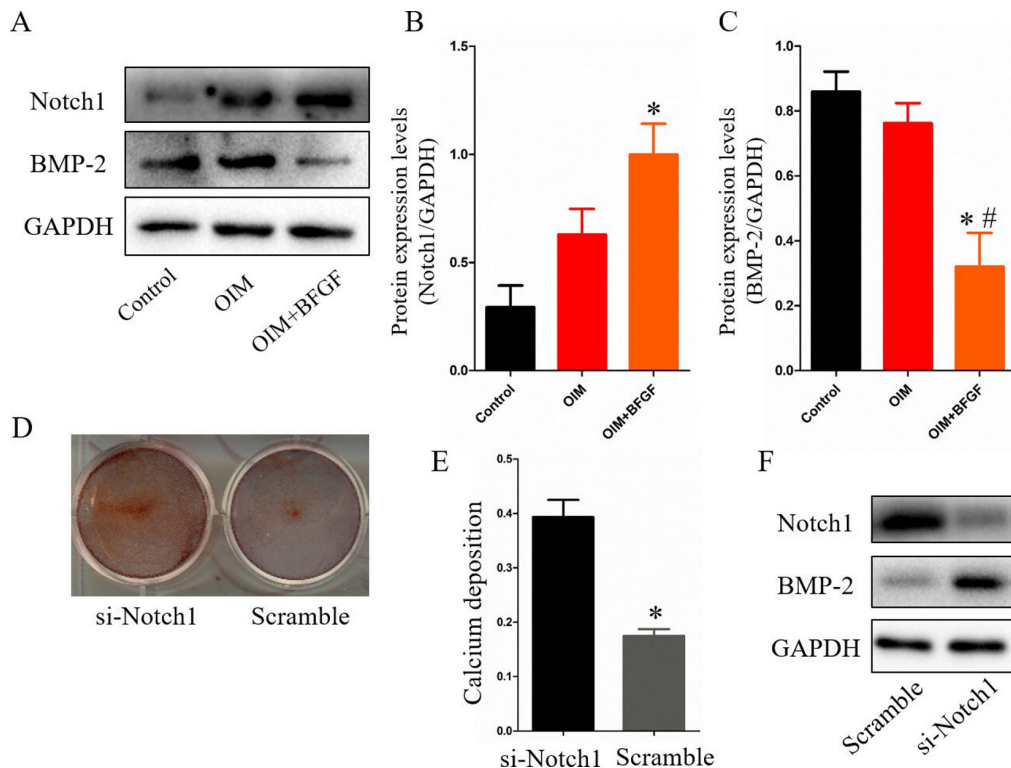 A
Notch1
BMP-2
GAPDH
Control
OIM
OIM+BFGF
B
Protein expression levels
(Notch1/GAPDH)
1.5
1.0
0.5
0.0
*
Control
OIM
OIM+BFGF
C
Protein expression levels
(BMP-2/GAPDH)
1.0
0.8
0.6
0.4
0.2
0.0
* #
Control
OIM
OIM+BFGF
D
si-Notch1
Scramble
E
Calcium deposition
0.5
0.4
0.3
0.2
0.1
0.0
*
si-Notch1
Scramble
F
Notch1
BMP-2
GAPDH
Scramble
si-Notch1